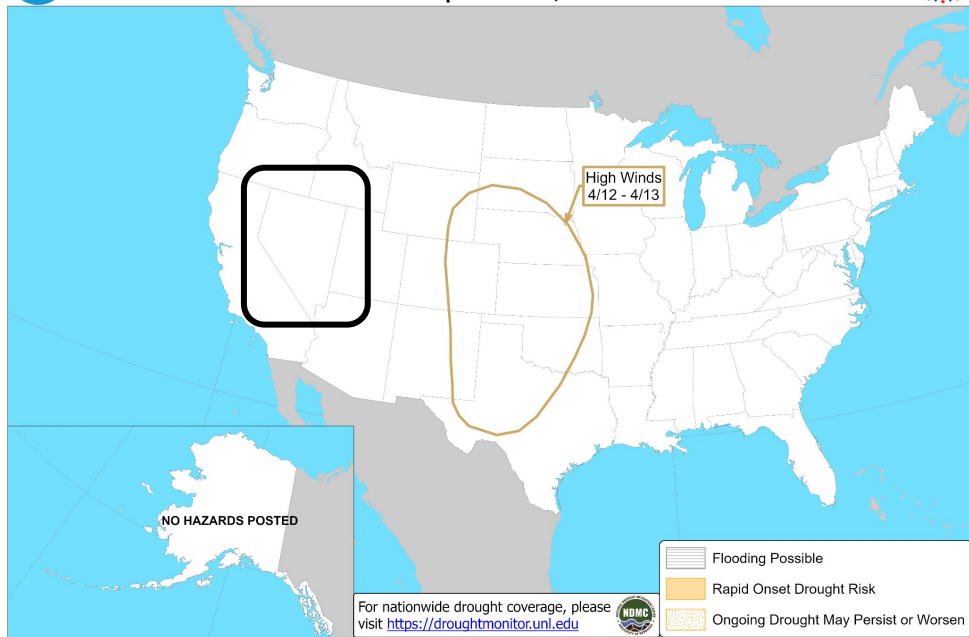 High Winds
4/12 - 4/13
NO HAZARDS POSTED
For nationwide drought coverage, please
visit https://droughtmonitor.unl.edu
NDMC
Flooding Possible
Rapid Onset Drought Risk
Ongoing Drought May Persist or Worsen